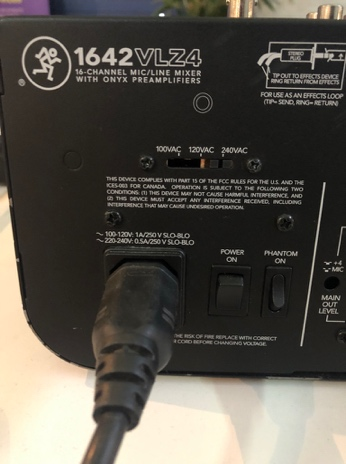 1642VLZ4
16-CHANNEL MIC/LINE MIXER
WITH ONYX PREAMPLIFIERS
®
STEREO
PLUG
TIP OUT TO EFFECTS DEVICE
RING RETURN FROM EFFECTS
FOR USE AS AN EFFECTS LOOP
(TIP= SEND, RING= RETURN)
100VAC 120VAC 240VAC
THIS DEVICE COMPLIES WITH PART 15 OF THE FCC RULES FOR THE U.S. AND THE
ICES-003 FOR CANADA. OPERATION IS SUBJECT TO THE FOLLOWING TWO
CONDITIONS: (1) THIS DEVICE MAY NOT CAUSE HARMFUL INTERFERENCE, AND
(2) THIS DEVICE MUST ACCEPT ANY INTERFERENCE RECEIVED, INCLUDING
INTERFERENCE THAT MAY CAUSE UNDESIRED OPERATION.
~ 100-120V: 1A/250 V SLO-BLO
~ 220-240V: 0.5A/250 V SLO-BLO
POWER
ON
PHANTOM
ON
+4
MIC
MAIN
OUT
LEVEL
THE RISK OF FIRE REPLACE WITH CORRECT
CORD BEFORE CHANGING VOLTAGE.